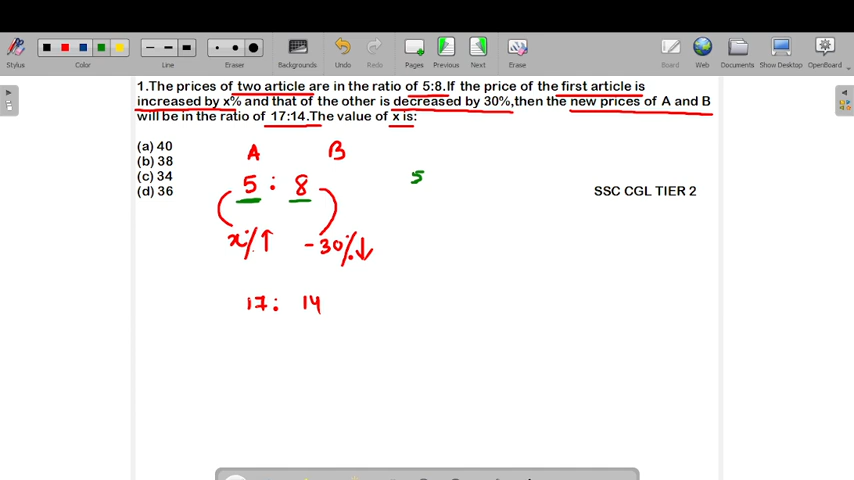 Stylus Color Line Eraser Backgrounds Undo Redo Pages Previous Next Erase Board Web Documents Show Desktop OpenBoard
1.The prices of two article are in the ratio of 5:8.If the price of the first article is
increased by x% and that of the other is decreased by 30%,then the new prices of A and B
will be in the ratio of 17:14.The value of x is:
(a) 40
(b) 38
(c) 34
(d) 36
SSC CGL TIER 2
A B
5 : 8
5
x%↑ -30%↓
17 : 14